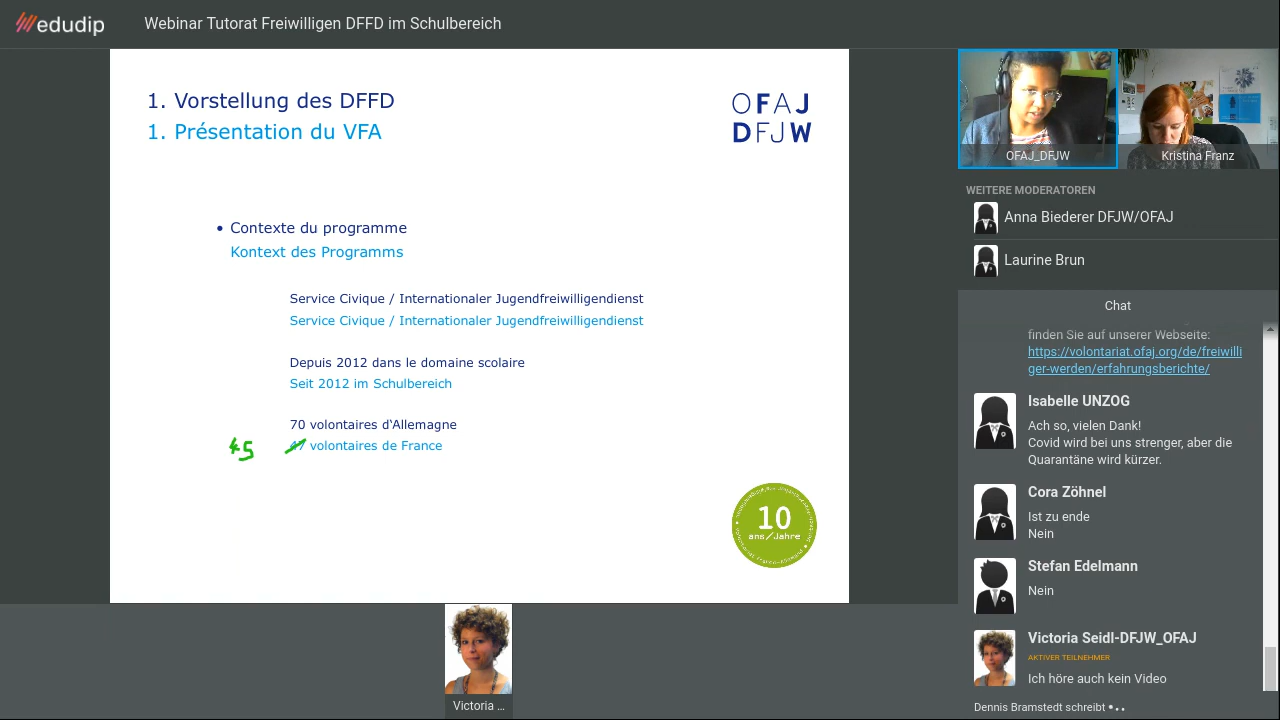 edudip
Webinar Tutorat Freiwilligen DFFD im Schulbereich
1. Vorstellung des DFFD
1. Présentation du VFA
OFAJ
DFJW
• Contexte du programme
Kontext des Programms
Service Civique / Internationaler Jugendfreiwilligendienst
Service Civique / Internationaler Jugendfreiwilligendienst
Depuis 2012 dans le domaine scolaire
Seit 2012 im Schulbereich
70 volontaires d'Allemagne
45 47 volontaires de France
10
ans/Jahre
Victoria ...
OFAJ_DFJW
Kristina Franz
WEITERE MODERATOREN
Anna Biederer DFJW/OFAJ
Laurine Brun
Chat
finden Sie auf unserer Webseite:
https://volontariat.ofaj.org/de/freiwilli
ger-werden/erfahrungsberichte/
Isabelle UNZOG
Ach so, vielen Dank!
Covid wird bei uns strenger, aber die
Quarantäne wird kürzer.
Cora Zöhnel
Ist zu ende
Nein
Stefan Edelmann
Nein
Victoria Seidl-DFJW_OFAJ
AKTIVER TEILNEHMER
Ich höre auch kein Video
Dennis Bramstedt schreibt